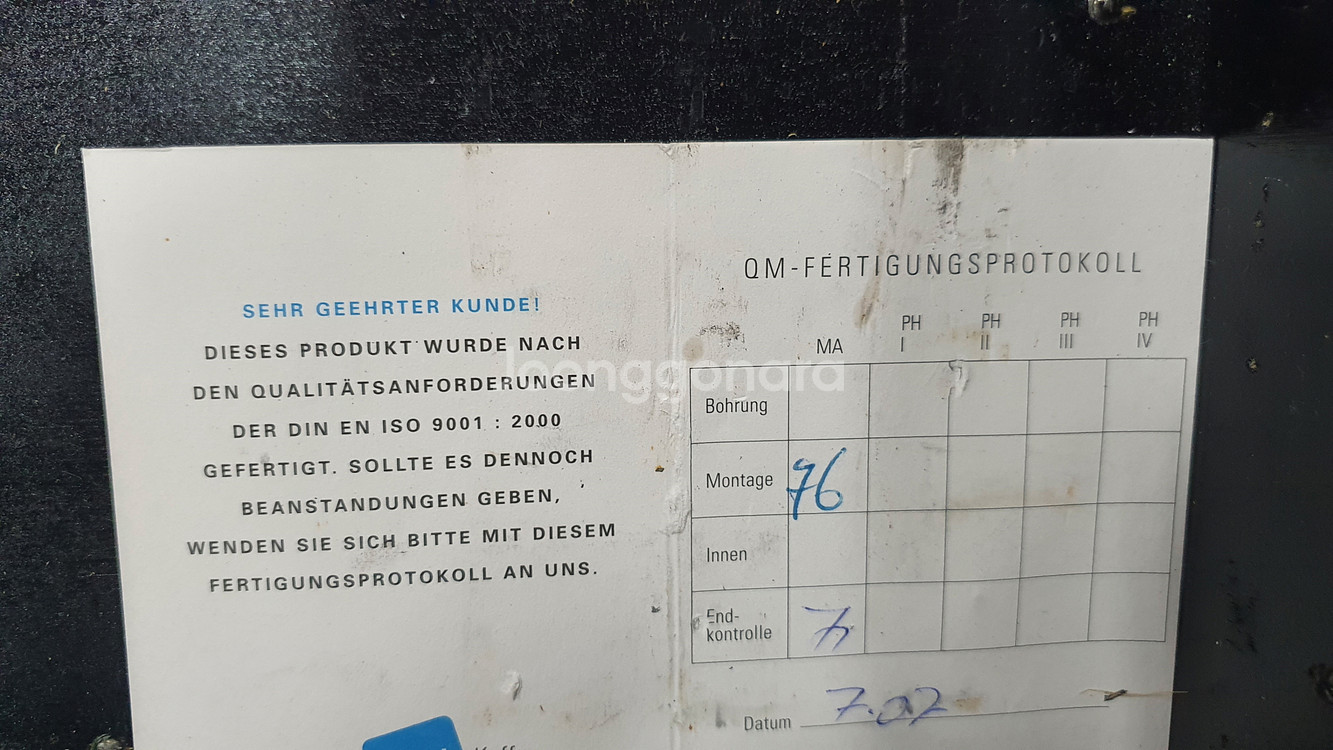 SEHR GEEHRTER KUNDE!
DIESES PRODUKT WURDE NACH
DEN QUALITÄTSANFORDERUNGEN
DER DIN EN ISO 9001 : 2000
GEFERTIGT. SOLLTE ES DENNOCH
BEANSTANDUNGEN GEBEN,
WENDEN SIE SICH BITTE MIT DIESEM
FERTIGUNGSPROTOKOLL AN UNS.
QM-FERTIGUNGSPROTOKOLL
MA PH I PH II PH III PH IV
Bohrung
Montage 76
Innen
End-
kontrolle
Datum 7.02
joonggonara